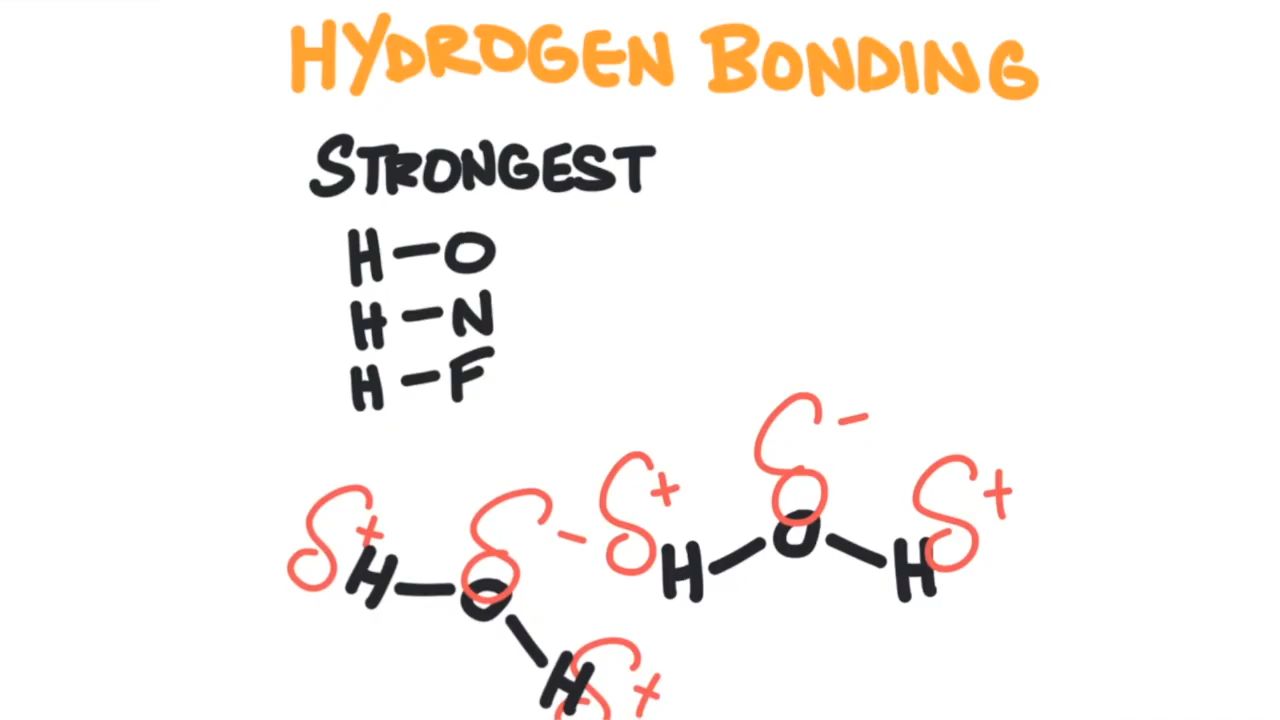 HYDROGEN BONDING
STRONGEST
H-O
H-N
H-F
δ-
δ+ δ- δ+ O δ+
H H
H O
H δ+